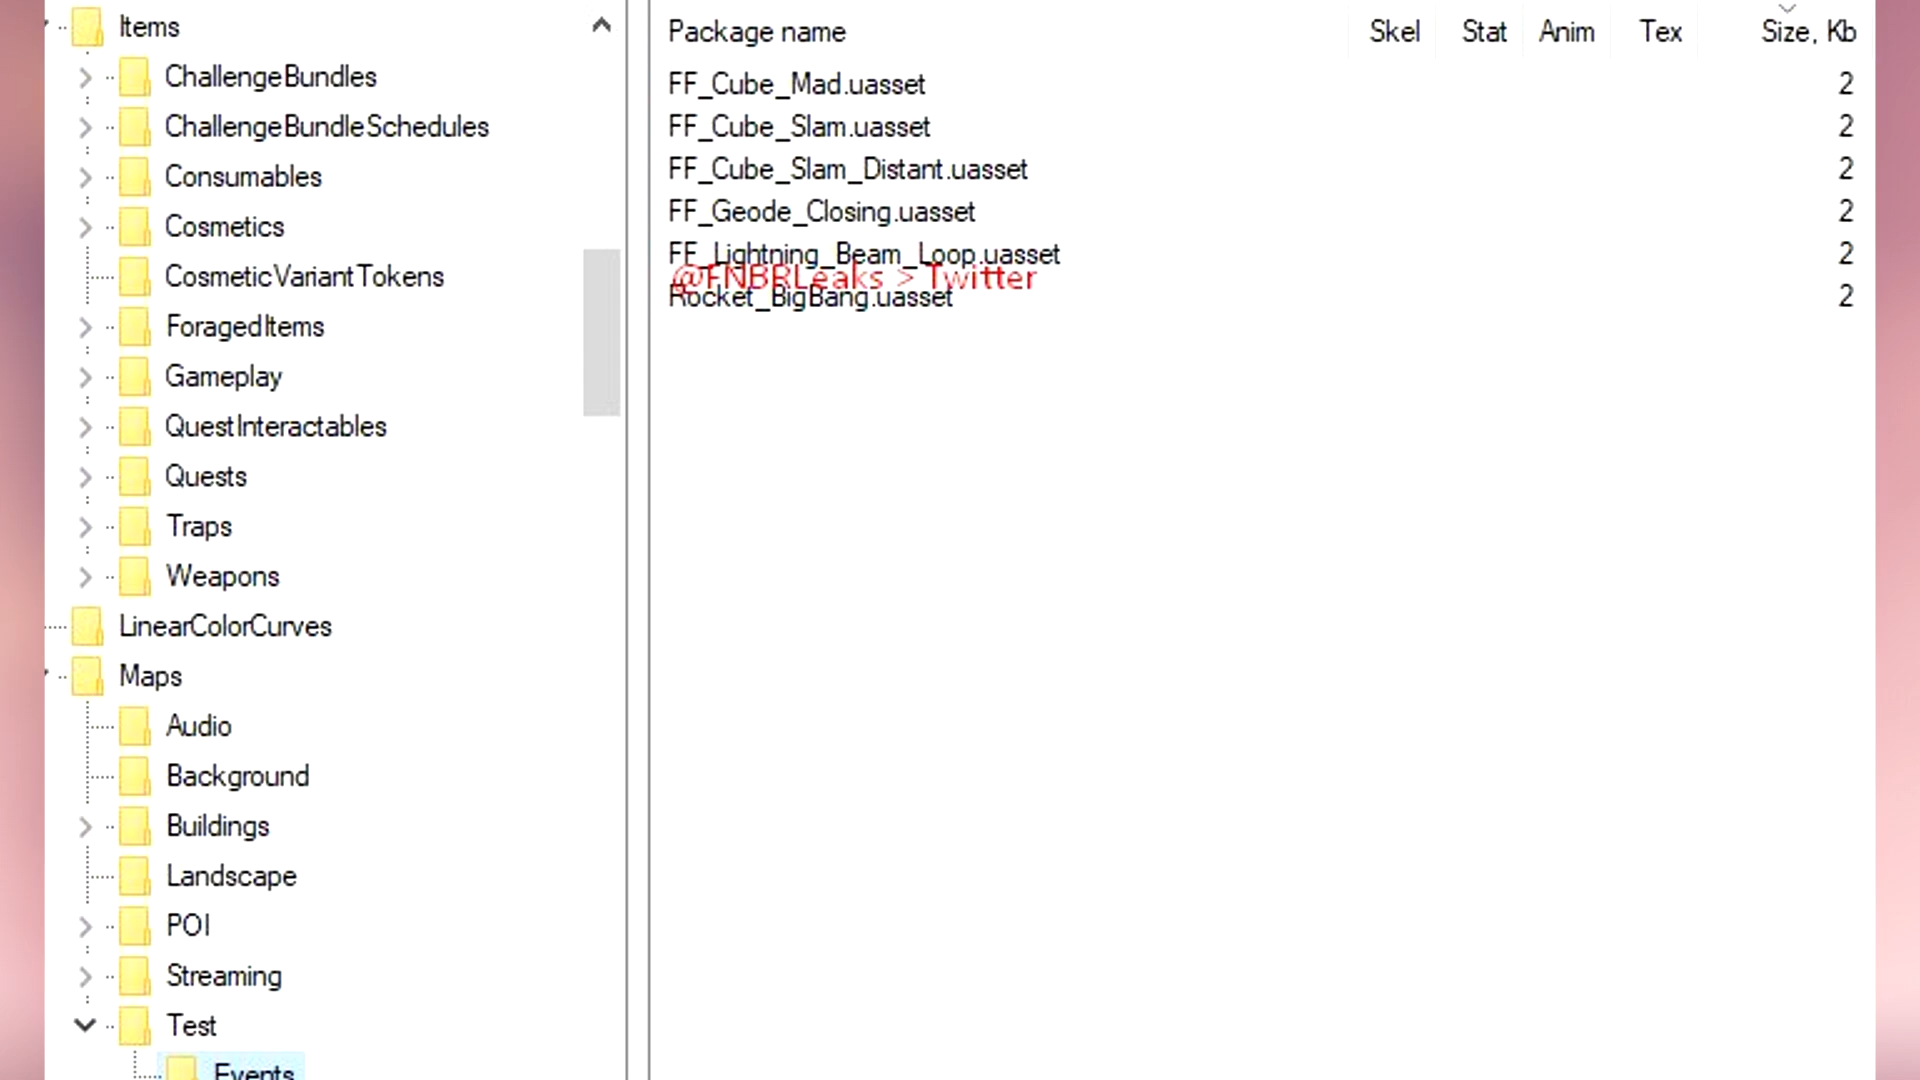 Items
ChallengeBundles
ChallengeBundleSchedules
Consumables
Cosmetics
CosmeticVariantTokens
ForagedItems
Gameplay
QuestInteractables
Quests
Traps
Weapons
LinearColorCurves
Maps
Audio
Background
Buildings
Landscape
POI
Streaming
Test
Events
Package name Skel Stat Anim Tex Size, Kb
FF_Cube_Mad.uasset 2
FF_Cube_Slam.uasset 2
FF_Cube_Slam_Distant.uasset 2
FF_Geode_Closing.uasset 2
FF_Lightning_Beam_Loop.uasset 2
@FNBRLeaks > Twitter
Rocket_BigBang.uasset 2